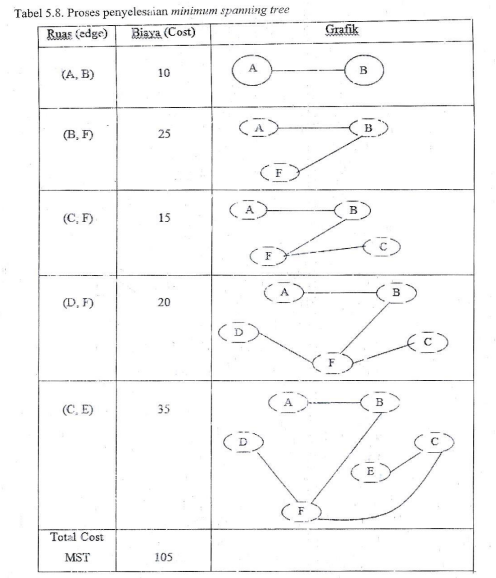 Tabel 5.8. Proses penyelesaian minimum spanning tree
Ruas (edge) Biaya (Cost) Grafik
(A, B) 10 A B
(B, F) 25 A B
F
(C, F) 15 A B
F C
(D, F) 20 A B
D C
F
(C, E) 35 A B
D C
E
F
Total Cost
MST 105